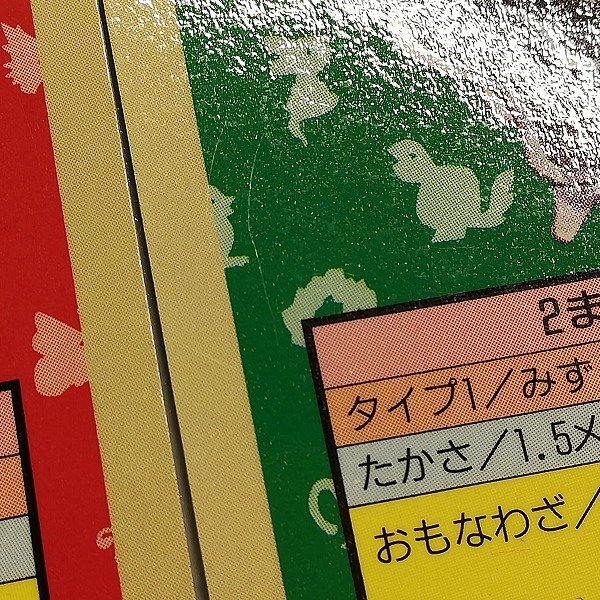 2ま
タイプ1/みず
たかさ/1.5メ
おもなわざ/